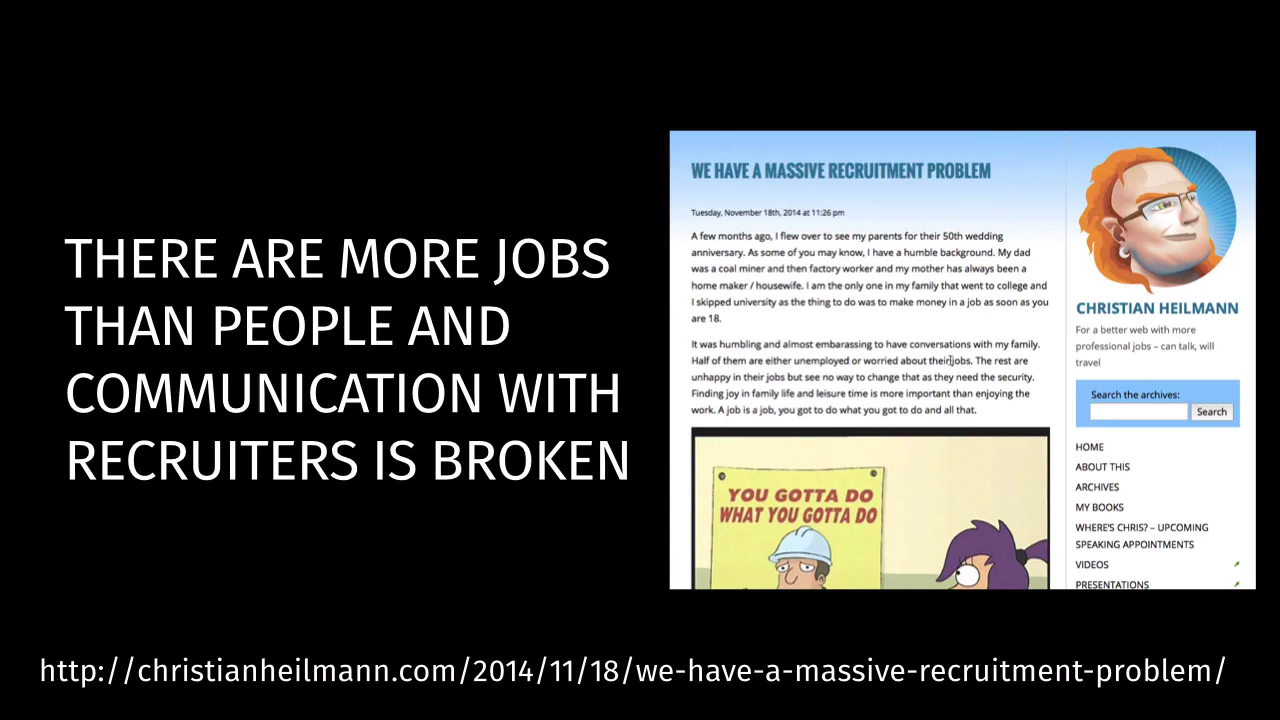 THERE ARE MORE JOBS
THAN PEOPLE AND
COMMUNICATION WITH
RECRUITERS IS BROKEN
WE HAVE A MASSIVE RECRUITMENT PROBLEM
Tuesday, November 18th, 2014 at 11:26 pm
A few months ago, I flew over to see my parents for their 50th wedding
anniversary. As some of you may know, I have a humble background. My dad
was a coal miner and then factory worker and my mother has always been a
home maker / housewife. I am the only one in my family that went to college and
I skipped university as the thing to do was to make money in a job as soon as you
are 18.
It was humbling and almost embarassing to have conversations with my family.
Half of them are either unemployed or worried about their jobs. The rest are
unhappy in their jobs but see no way to change that as they need the security.
Finding joy in family life and leisure time is more important than enjoying the
work. A job is a job, you got to do what you got to do and all that.
YOU GOTTA DO
WHAT YOU GOTTA DO
CHRISTIAN HEILMANN
For a better web with more
professional jobs – can talk, will
travel
Search the archives:
Search
HOME
ABOUT THIS
ARCHIVES
MY BOOKS
WHERE'S CHRIS? – UPCOMING
SPEAKING APPOINTMENTS
VIDEOS
PRESENTATIONS
http://christianheilmann.com/2014/11/18/we-have-a-massive-recruitment-problem/